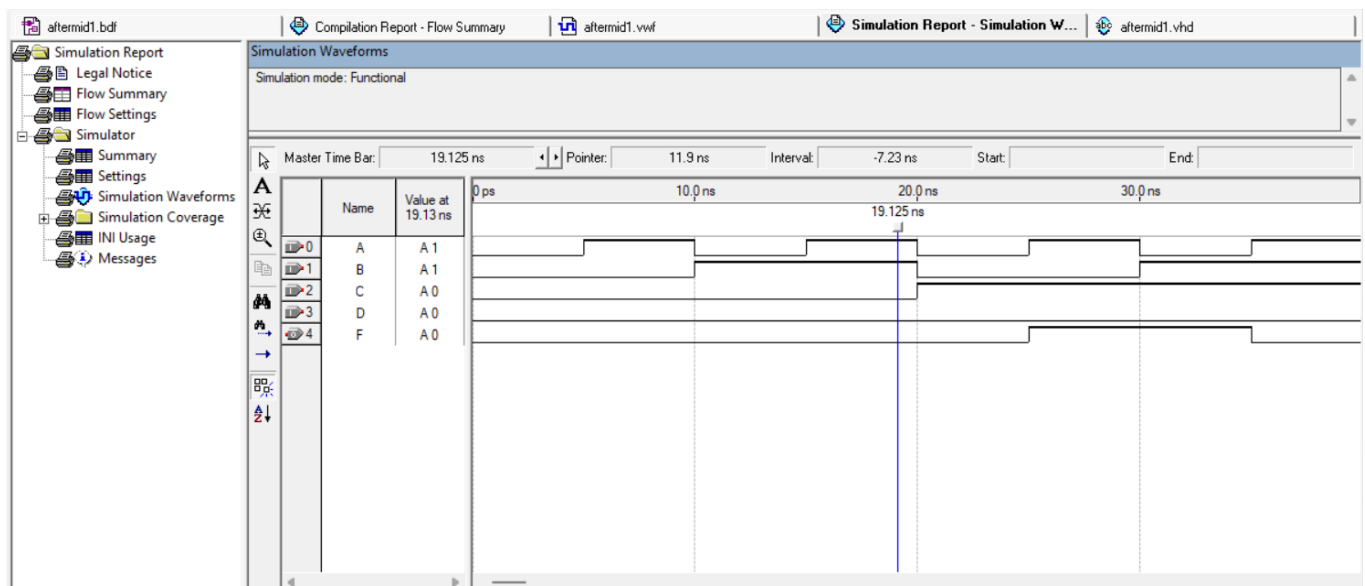 aftermid1.bdf
Compilation Report - Flow Summary
aftermid1.vwf
Simulation Report - Simulation W...
abc
aftermid1.vhd
Simulation Report
Legal Notice
Flow Summary
Flow Settings
Simulator
Summary
Settings
Simulation Waveforms
Simulation Coverage
INI Usage
Messages
Simulation Waveforms
Simulation mode: Functional
Master Time Bar: 19.125 ns Pointer: 11.9 ns Interval: -7.23 ns Start: End:
A
Name
Value at
19.13 ns
0 ps 10.0 ns 20.0 ns 30.0 ns
19.125 ns
0 A A 1
1 B A 1
2 C A 0
3 D A 0
4 F A 0
A
Z